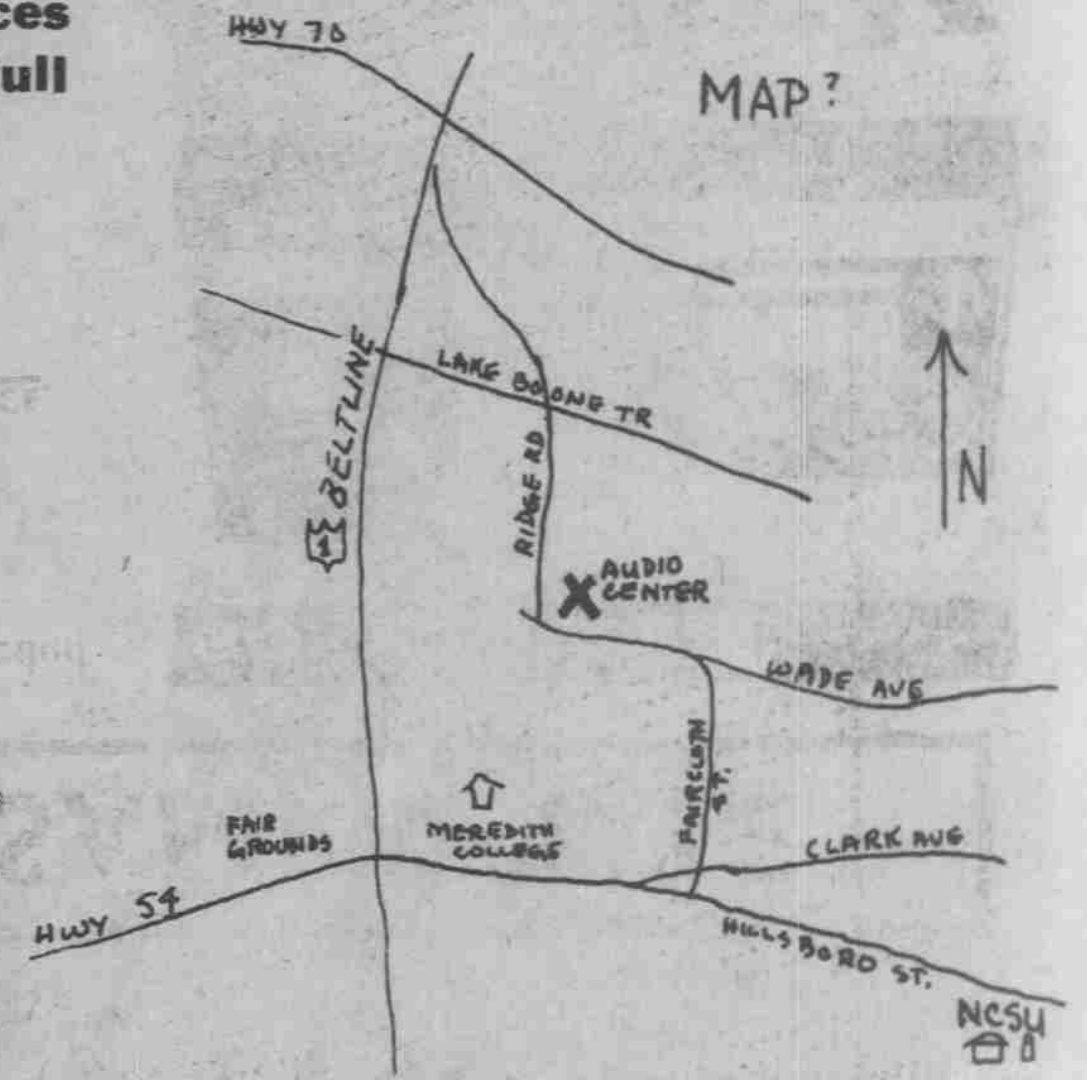 ces
ull
HWY 70
MAP?
LAKE BOONE TR
BELTLINE
1
RIDGE RD
N
AUDIO
CENTER
WADE AVE
FAIRCLOTH
ST.
FAIR
GROUNDS
MEREDITH
COLLEGE
CLARK AVE
HWY 54
HILLSBORO ST.
NCSU